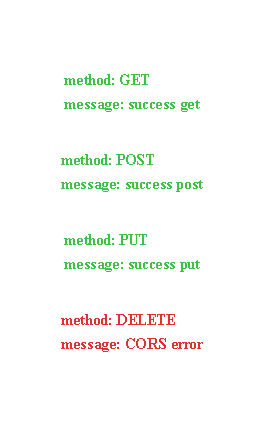 method: GET
message: success get
method: POST
message: success post
method: PUT
message: success put
method: DELETE
message: CORS error